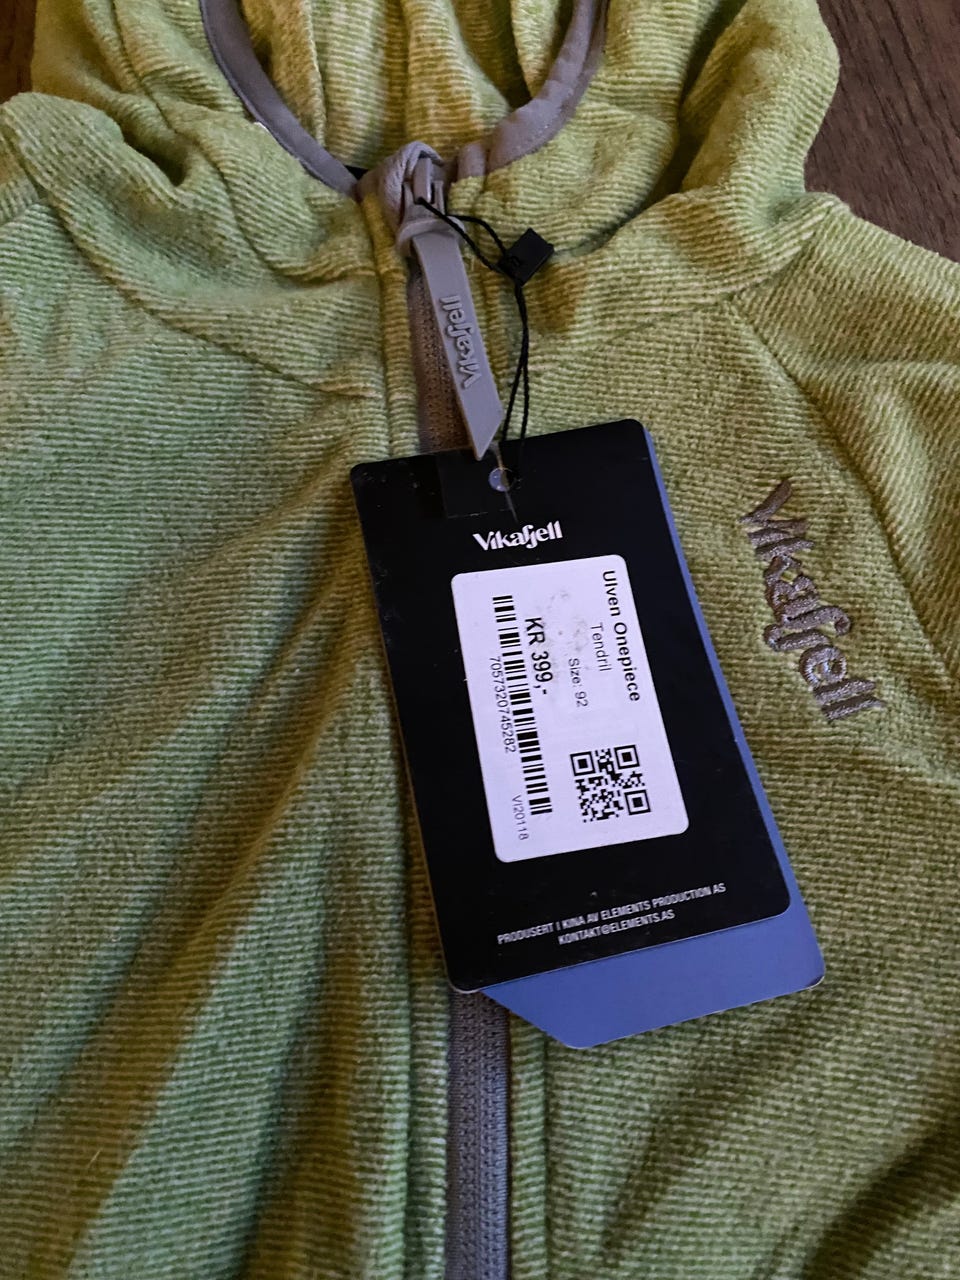 Vikafjell
Vikafjell
Ulven Onepiece
Tendril
Size: 92
KR 399,-
7057320745282
VI20118
PRODUSERT I KINA AV ELEMENTS PRODUCTION AS
KONTAKT@ELEMENTS.AS
Vikafjell